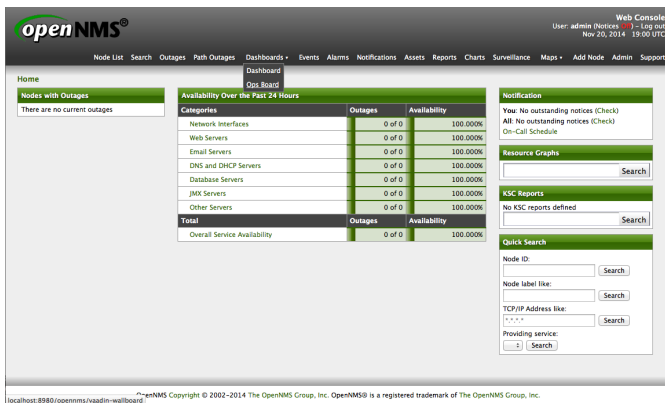 openNMS®
Web Console
User: admin (Notices Off) - Log out
Nov 20, 2014 19:00 UTC
Node List Search Outages Path Outages Dashboards Events Alarms Notifications Assets Reports Charts Surveillance Maps Add Node Admin Support
Dashboard
Ops Board
Home
Nodes with Outages
There are no current outages
Availability Over the Past 24 Hours
Categories Outages Availability
Network Interfaces 0 of 0 100.000%
Web Servers 0 of 0 100.000%
Email Servers 0 of 0 100.000%
DNS and DHCP Servers 0 of 0 100.000%
Database Servers 0 of 0 100.000%
JMX Servers 0 of 0 100.000%
Other Servers 0 of 0 100.000%
Total Outages Availability
Overall Service Availability 0 of 0 100.000%
Notification
You: No outstanding notices (Check)
All: No outstanding notices (Check)
On-Call Schedule
Resource Graphs
Search
KSC Reports
No KSC reports defined
Search
Quick Search
Node ID:
Search
Node label like:
Search
TCP/IP Address like:
*.*.*.* Search
Providing service:
Search
OpenNMS Copyright © 2002-2014 The OpenNMS Group, Inc. OpenNMS® is a registered trademark of The OpenNMS Group, Inc.
localhost:8980/opennms/vaadin-wallboard